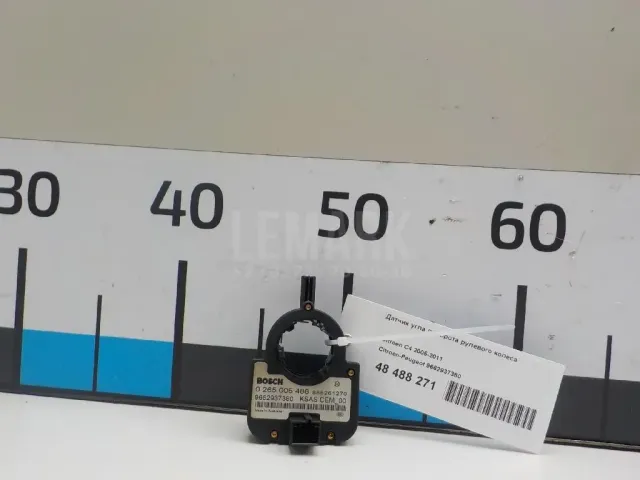 30
40
50
60
LEMARK
BOSCH
0 265 005 466
9662937380 KSAS CEM_00
Датчик угла поворота рулевого колеса
Citroen C4 2005-2011
Citroen-Peugeot 9662937380
48 488 271